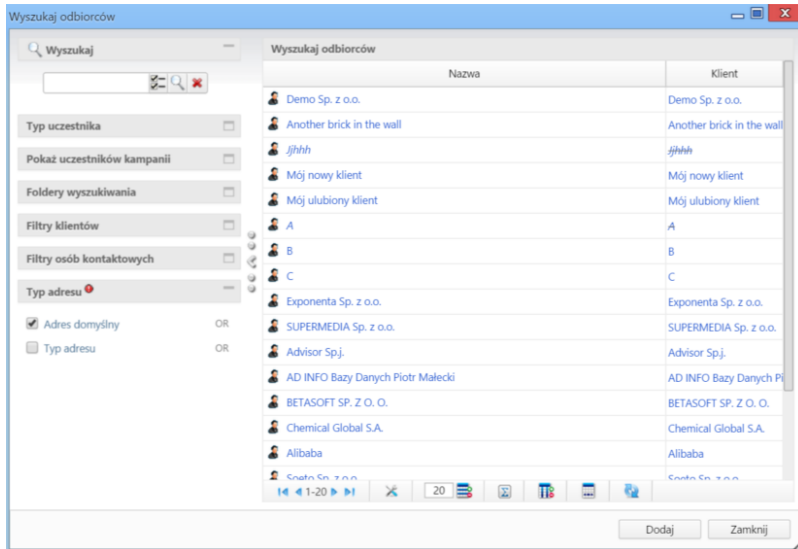 Wyszukaj odbiorców
Wyszukaj
Typ uczestnika
Pokaż uczestników kampanii
Foldery wyszukiwania
Filtry klientów
Filtry osób kontaktowych
Typ adresu
Adres domyślny OR
Typ adresu OR
Wyszukaj odbiorców
Nazwa Klient
Demo Sp. z o.o. Demo Sp. z o.o.
Another brick in the wall Another brick in the wall
Jjhhh Jjhhh
Mój nowy klient Mój nowy klient
Mój ulubiony klient Mój ulubiony klient
A A
B B
C C
Exponenta Sp. z o.o. Exponenta Sp. z o.o.
SUPERMEDIA Sp. z o.o. SUPERMEDIA Sp. z o.o.
Advisor Sp.j. Advisor Sp.j.
AD INFO Bazy Danych Piotr Małecki AD INFO Bazy Danych Pi
BETASOFT SP. Z O. O. BETASOFT SP. Z O. O.
Chemical Global S.A. Chemical Global S.A.
Alibaba Alibaba
1-20 20
Dodaj Zamknij